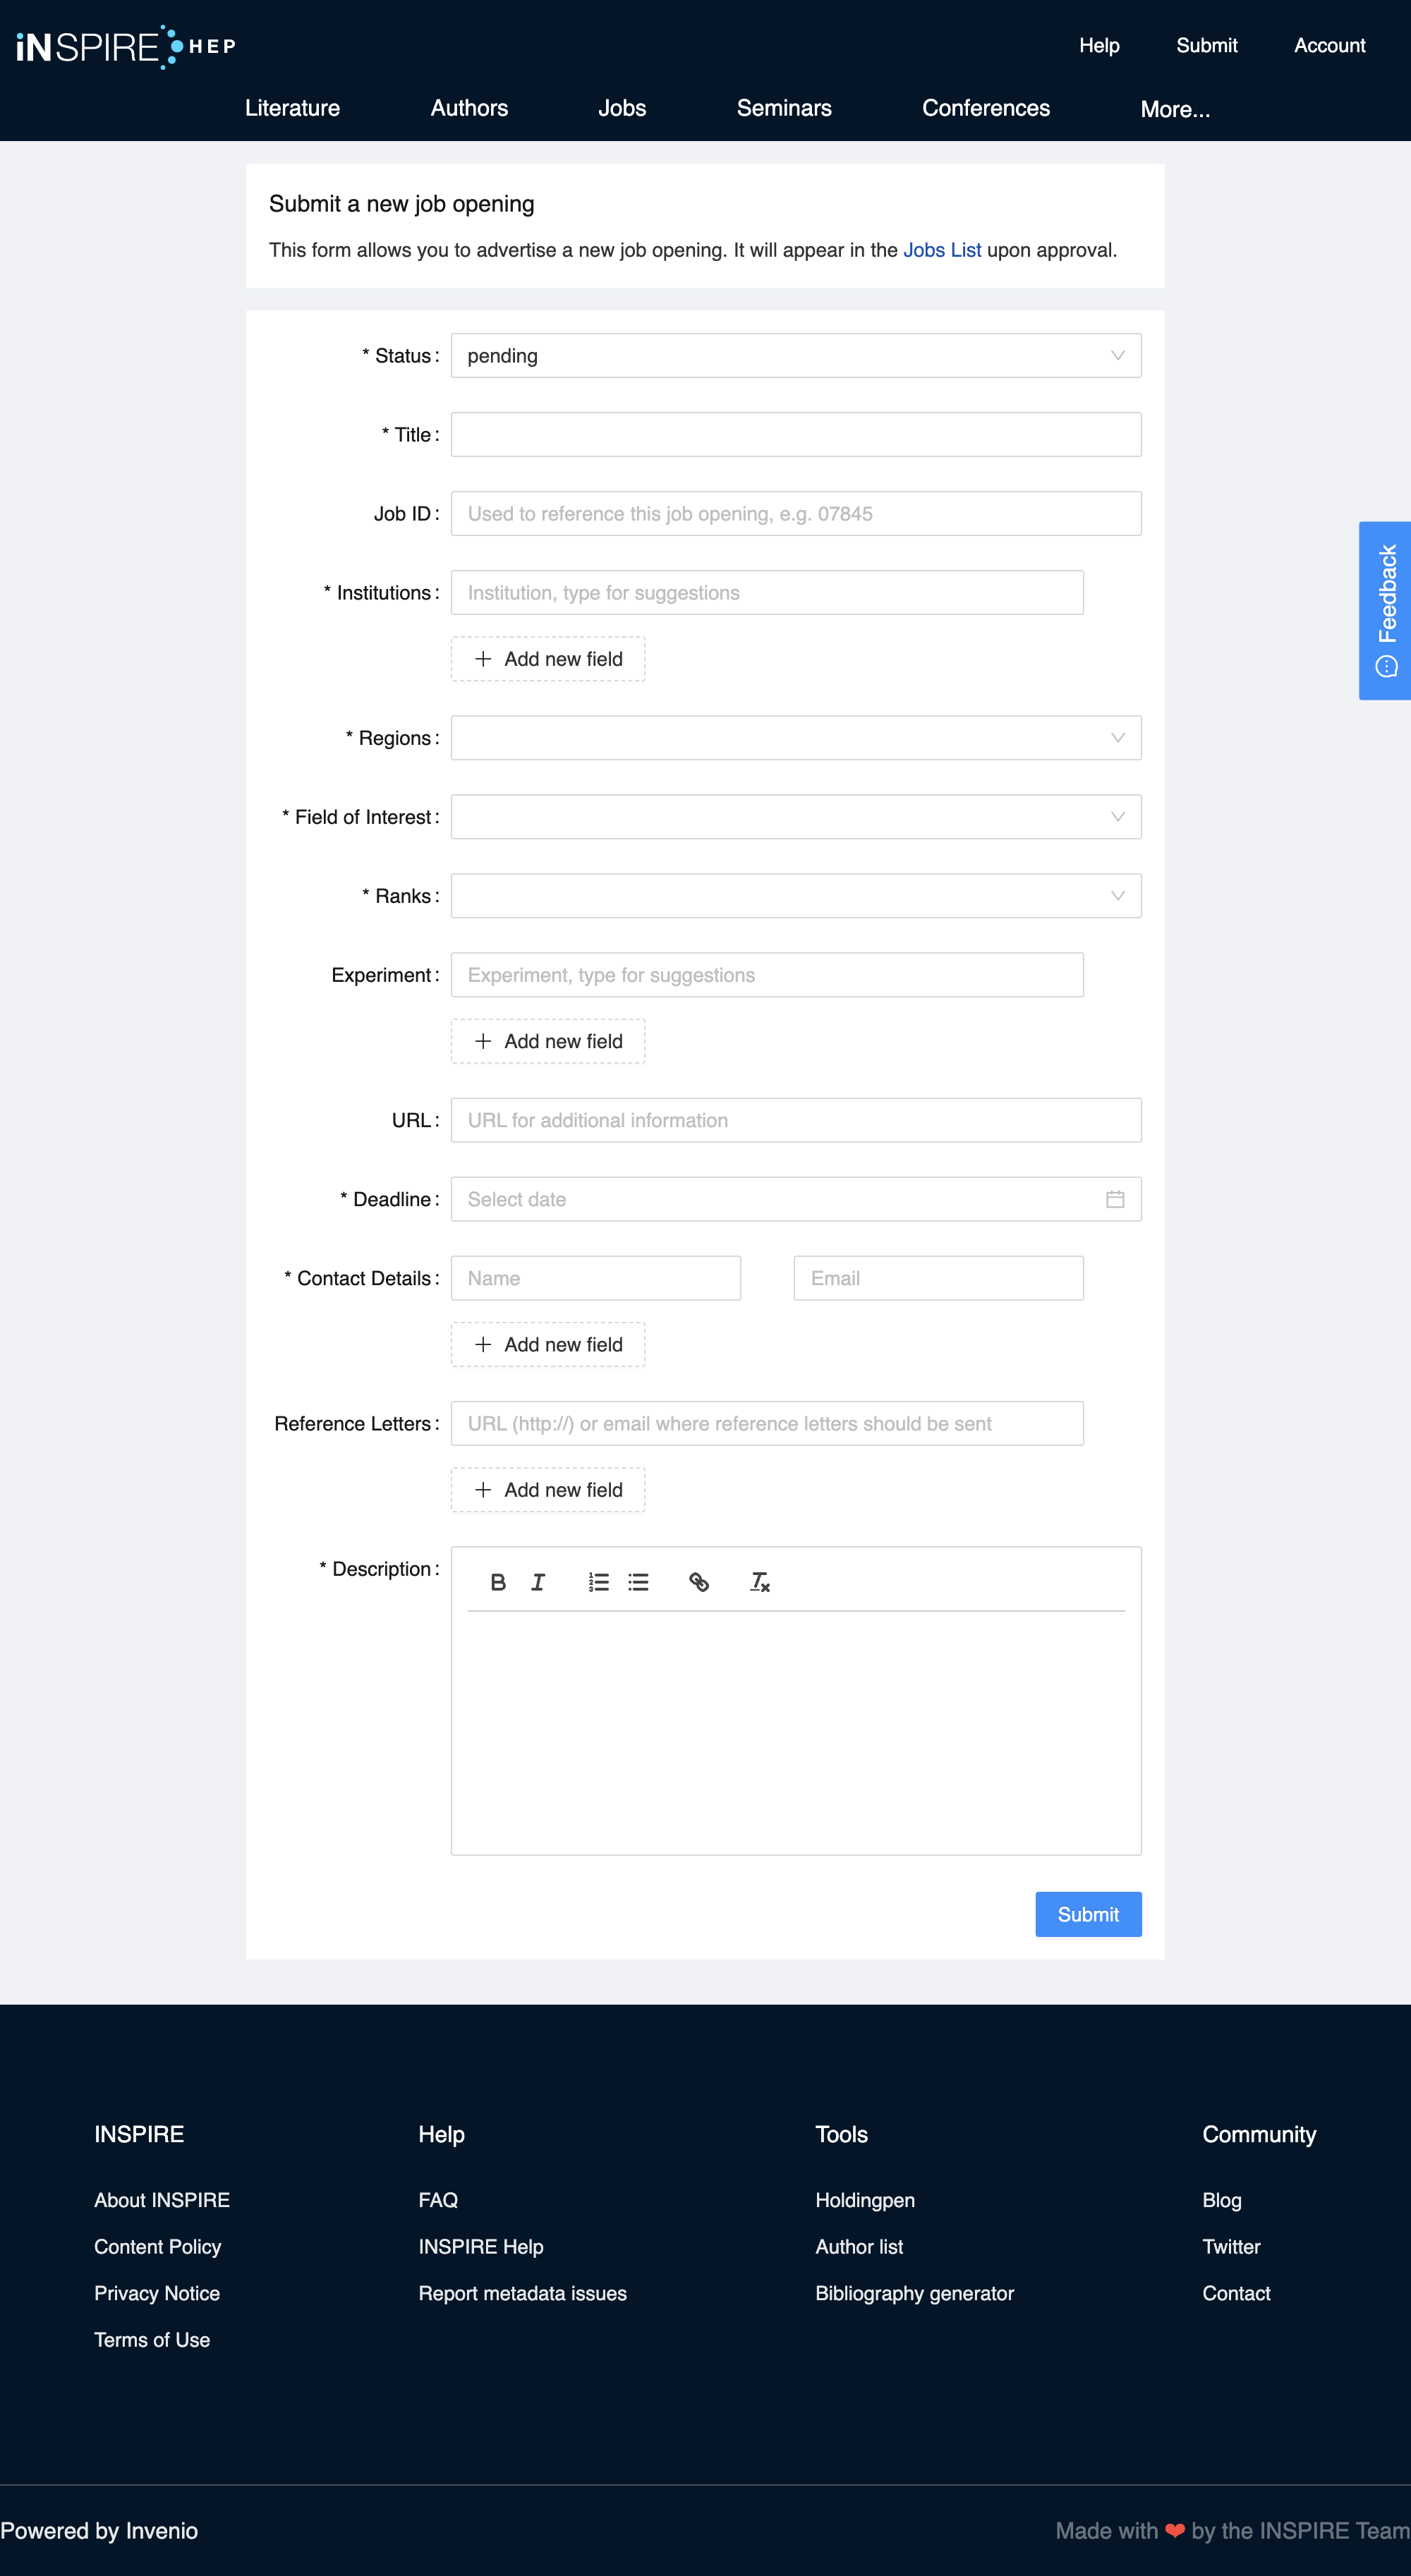 iNSPIRE HEP
Help Submit Account
Literature Authors Jobs Seminars Conferences More...
Submit a new job opening
This form allows you to advertise a new job opening. It will appear in the Jobs List upon approval.
* Status: pending
* Title:
Job ID: Used to reference this job opening, e.g. 07845
* Institutions: Institution, type for suggestions
Add new field
* Regions:
* Field of Interest:
* Ranks:
Experiment: Experiment, type for suggestions
Add new field
URL: URL for additional information
* Deadline: Select date
* Contact Details: Name Email
Add new field
Reference Letters: URL (http://) or email where reference letters should be sent
Add new field
* Description:
Submit
Feedback
INSPIRE Help Tools Community
About INSPIRE FAQ Holdingpen Blog
Content Policy INSPIRE Help Author list Twitter
Privacy Notice Report metadata issues Bibliography generator Contact
Terms of Use
Powered by Invenio Made with ❤ by the INSPIRE Team